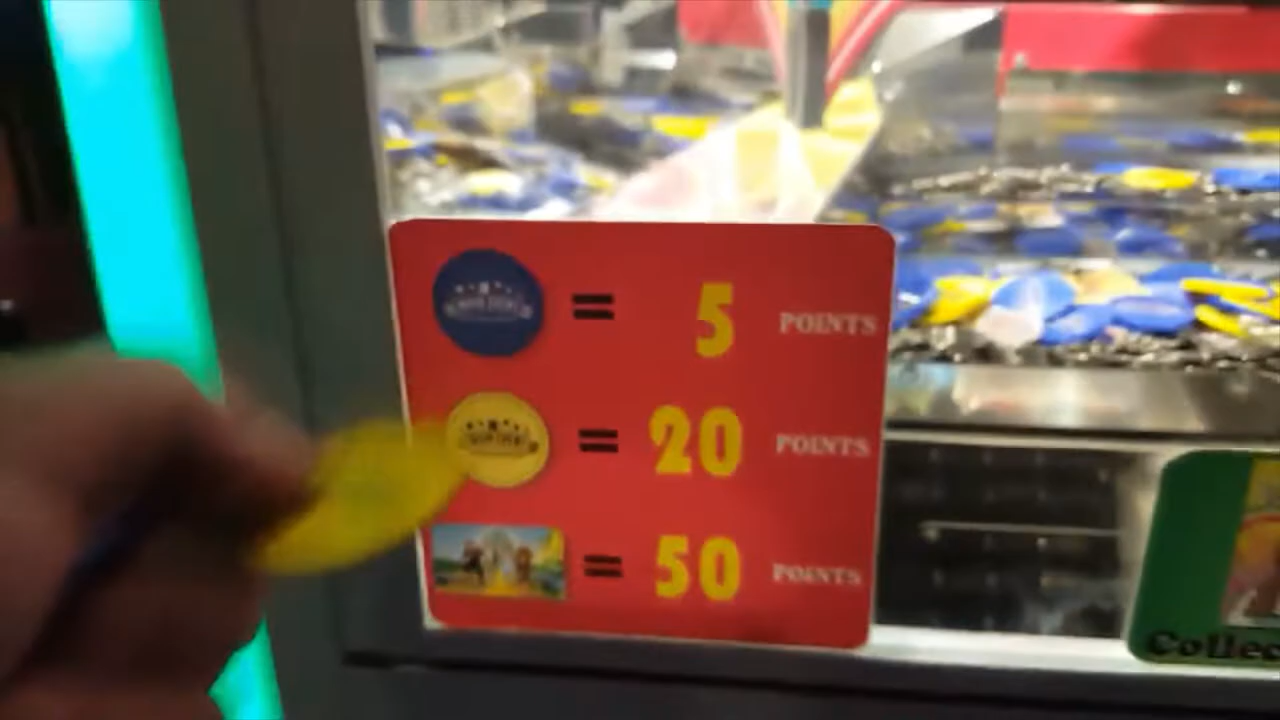 = 5 POINTS
= 20 POINTS
= 50 POINTS
Collec